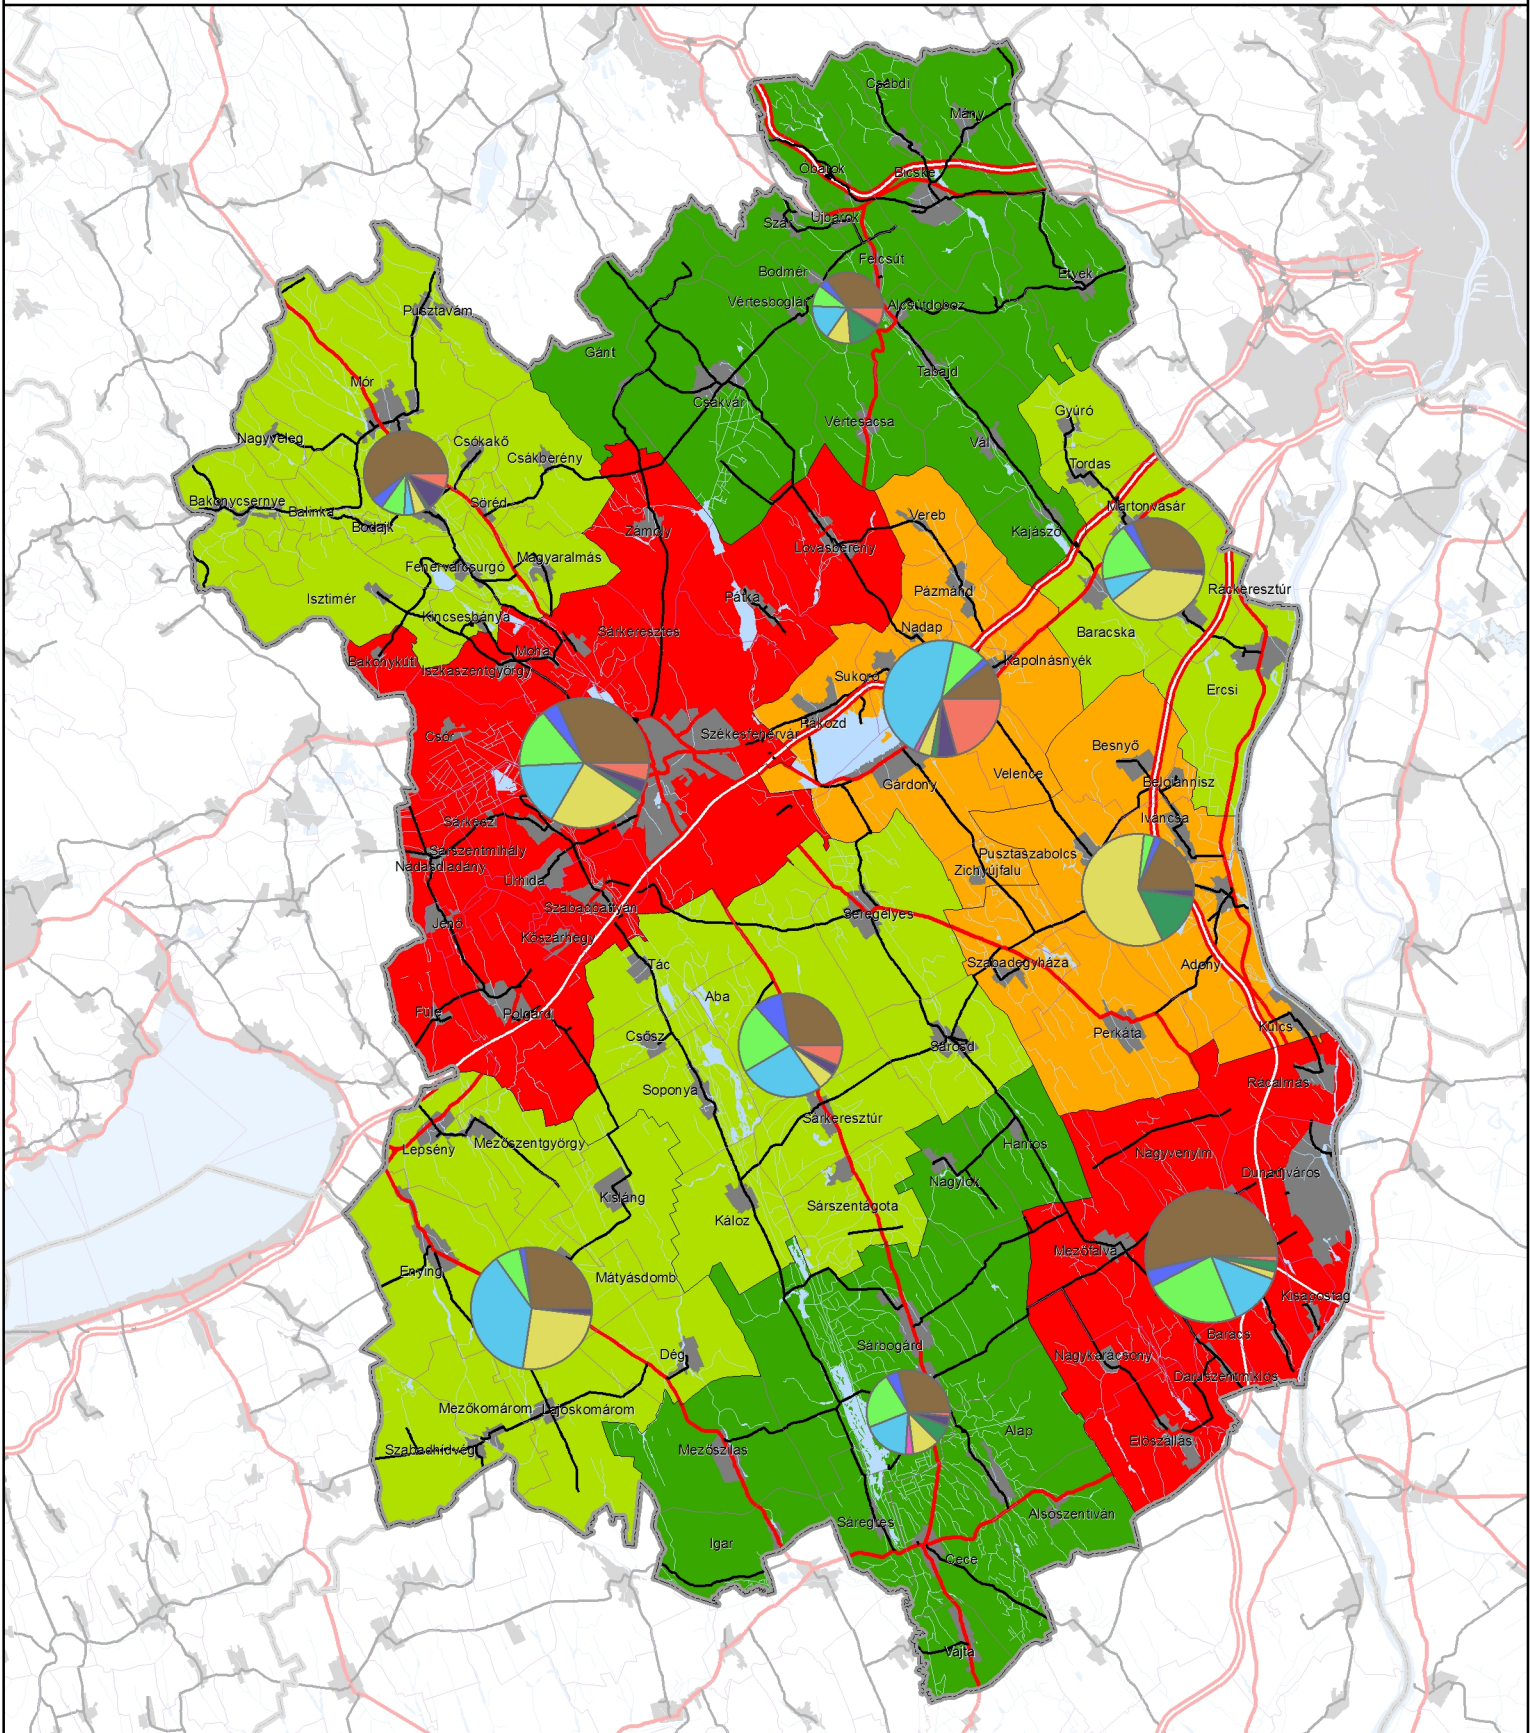 Csabdi
Mány
Óbarok
Bicske
Szár
Újbarok
Felcsút
Bodmér
Etyek
Vértesboglár
Alcsútdoboz
Pusztavám
Gánt
Tabajd
Mór
Csákvár
Gyúró
Vértesacsa
Nagyveleg
Csókakő
Vál
Csákberény
Tordas
Bakonycsernye
Söréd
Martonvásár
Balinka
Vereb
Bodajk
Zámoly
Kajászó
Lovasberény
Magyaralmás
Fehérvárcsurgó
Pázmánd
Ráckeresztúr
Isztimér
Pátka
Kincsesbánya
Nadap
Sárkeresztes
Baracska
Moha
Bakonykúti
Kápolnásnyék
Iszkaszentgyörgy
Sukoró
Ercsi
Pákozd
Csór
Székesfehérvár
Besnyő
Velence
Gárdony
Beloiannisz
Iváncsa
Sárkeszi
Sárszentmihály
Pusztaszabolcs
Nádasdladány
Zichyújfalu
Úrhida
Szabadbattyán
Seregélyes
Jenő
Kőszárhegy
Szabadegyháza
Tác
Adony
Aba
Füle
Polgárdi
Kulcs
Csősz
Perkáta
Sárosd
Rácalmás
Soponya
Sárkeresztúr
Mezőszentgyörgy
Hantos
Lepsény
Nagyvenyim
Dunaújváros
Nagylók
Kisláng
Sárszentágota
Káloz
Mezőfalva
Enying
Mátyásdomb
Kisapostag
Baracs
Sárbogárd
Dég
Nagykarácsony
Daruszentmiklós
Mezőkomárom
Lajoskomárom
Alap
Szabadhídvég
Mezőszilas
Előszállás
Alsószentiván
Sáregres
Igar
Cece
Vajta